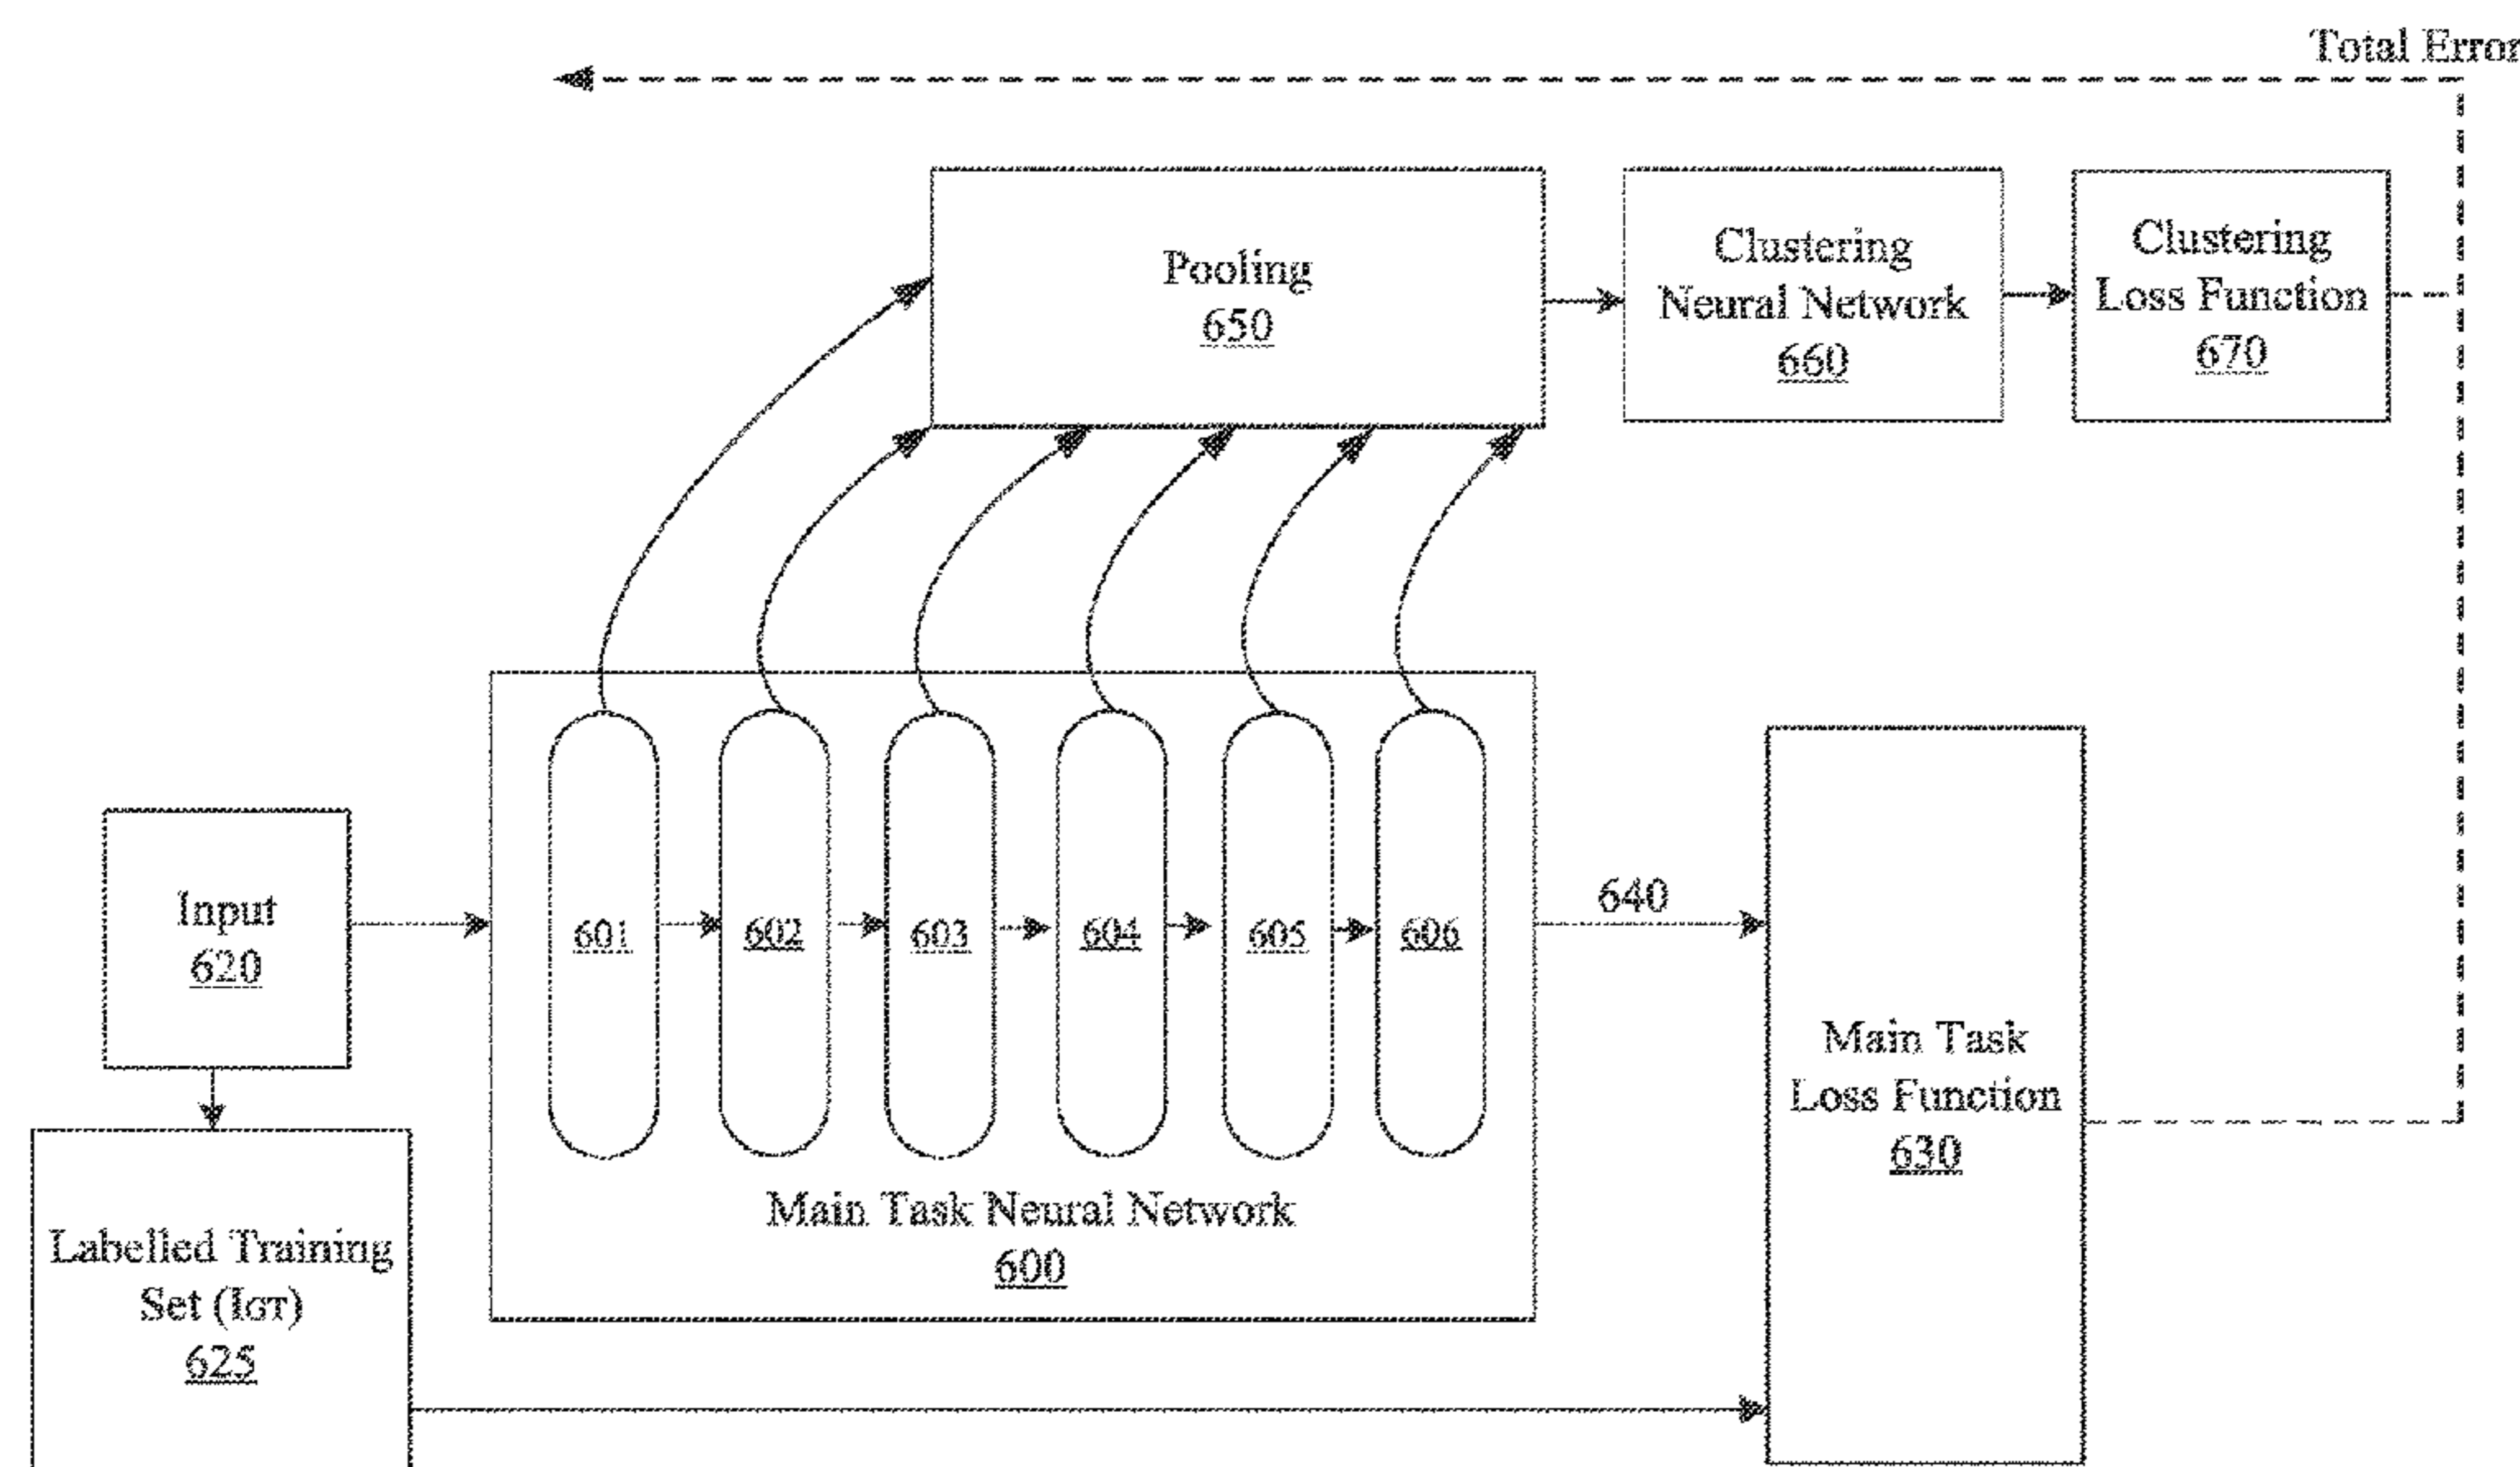 Total Error
Pooling
650
Clustering
Neural Network
660
Clustering
Loss Function
670
Input
620
601
602
603
604
605
606
640
Main Task
Loss Function
630
Main Task Neural Network
600
Labelled Training
Set (IGT)
625